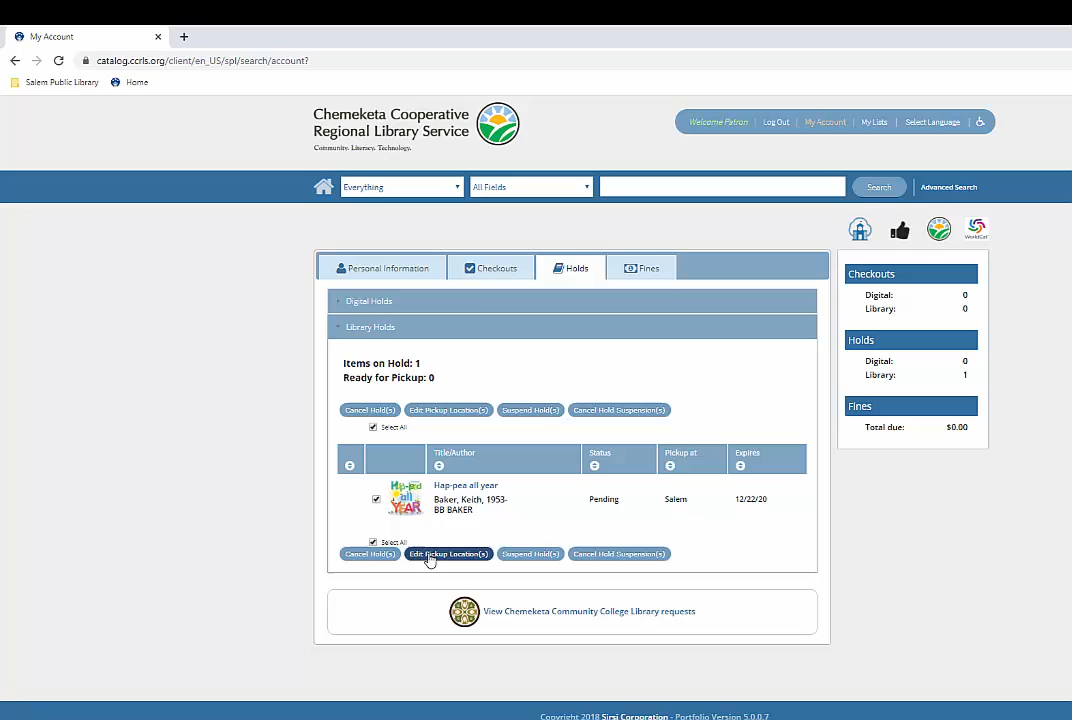 My Account
catalog.ccrls.org/client/en_US/spl/search/account?
Salem Public Library Home
Chemeketa Cooperative
Regional Library Service
Community. Literacy. Technology.
Welcome Patron Log Out My Account My Lists Select Language
Everything All Fields Search Advanced Search
WorldCat
Personal Information Checkouts Holds Fines
Digital Holds
Library Holds
Items on Hold: 1
Ready for Pickup: 0
Cancel Hold(s) Edit Pickup Location(s) Suspend Hold(s) Cancel Hold Suspension(s)
Select All
Title/Author Status Pickup at Expires
Hap-pea all year
Baker, Keith, 1953-
BB BAKER
Pending Salem 12/22/20
Hap-pea
all
YEAR
Select All
Cancel Hold(s) Edit Pickup Location(s) Suspend Hold(s) Cancel Hold Suspension(s)
View Chemeketa Community College Library requests
Checkouts
Digital: 0
Library: 0
Holds
Digital: 0
Library: 1
Fines
Total due: $0.00
Copyright 2018 Sirsi Corporation - Portfolio Version 5.0.0.7